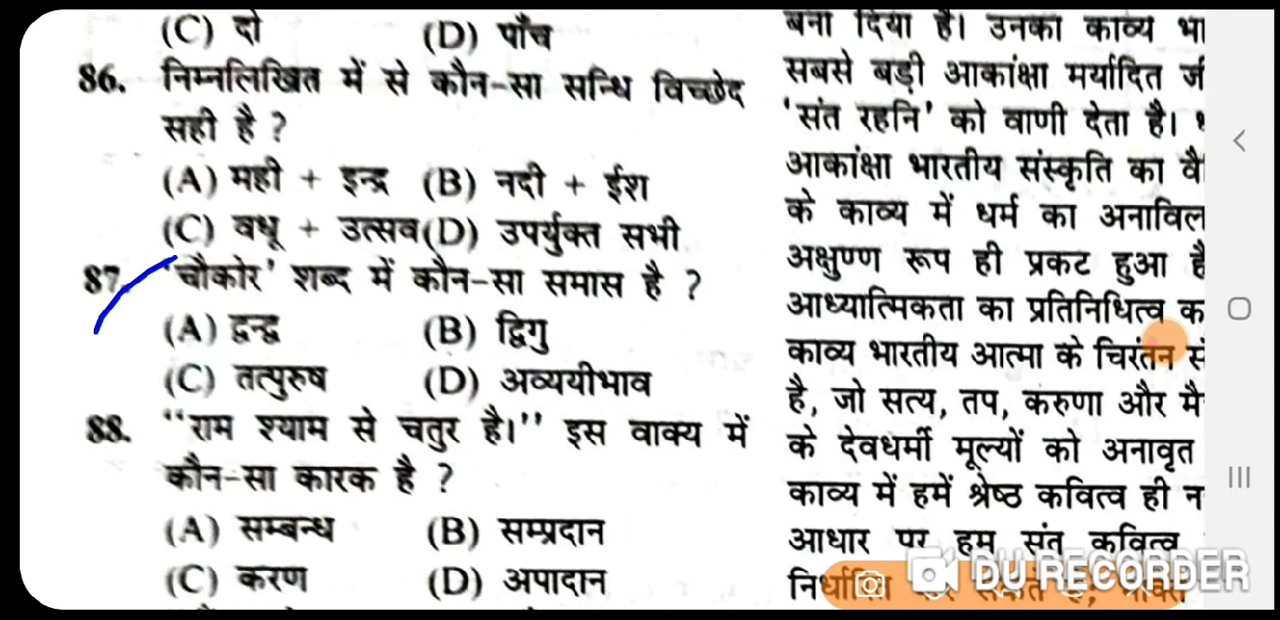 (C) दो (D) पाँच
86. निम्नलिखित में से कौन-सा सन्धि विच्छेद
सही है ?
(A) मही + इन्द्र (B) नदी + ईश
(C) वधू + उत्सव (D) उपर्युक्त सभी
87. 'चौकोर' शब्द में कौन-सा समास है ?
(A) द्वन्द्व (B) द्विगु
(C) तत्पुरुष (D) अव्ययीभाव
88. "राम श्याम से चतुर है।" इस वाक्य में
कौन-सा कारक है ?
(A) सम्बन्ध (B) सम्प्रदान
(C) करण (D) अपादान
बना दिया है। उनका काव्य
सबसे बड़ी आकांक्षा मर्यादित
'संत रहनि' को वाणी देता है।
आकांक्षा भारतीय संस्कृति का
के काव्य में धर्म का अनाविल
अक्षुण्ण रूप ही प्रकट हुआ
आध्यात्मिकता का प्रतिनिधित्व
काव्य भारतीय आत्मा के चिरंतन
है, जो सत्य, तप, करुणा और
के देवधर्मी मूल्यों को अनावृत
काव्य में हमें श्रेष्ठ कवित्व ही
आधार पर हम संत कवित्व
DU RECORDER